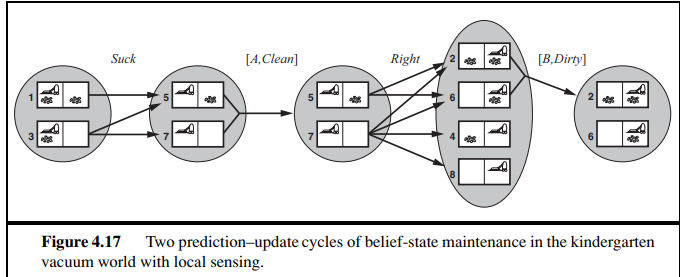 Suck [A,Clean] Right [B,Dirty]
1 5 5 2 2
6
3 7 7 4 6
8
Figure 4.17 Two prediction–update cycles of belief-state maintenance in the kindergarten
vacuum world with local sensing.